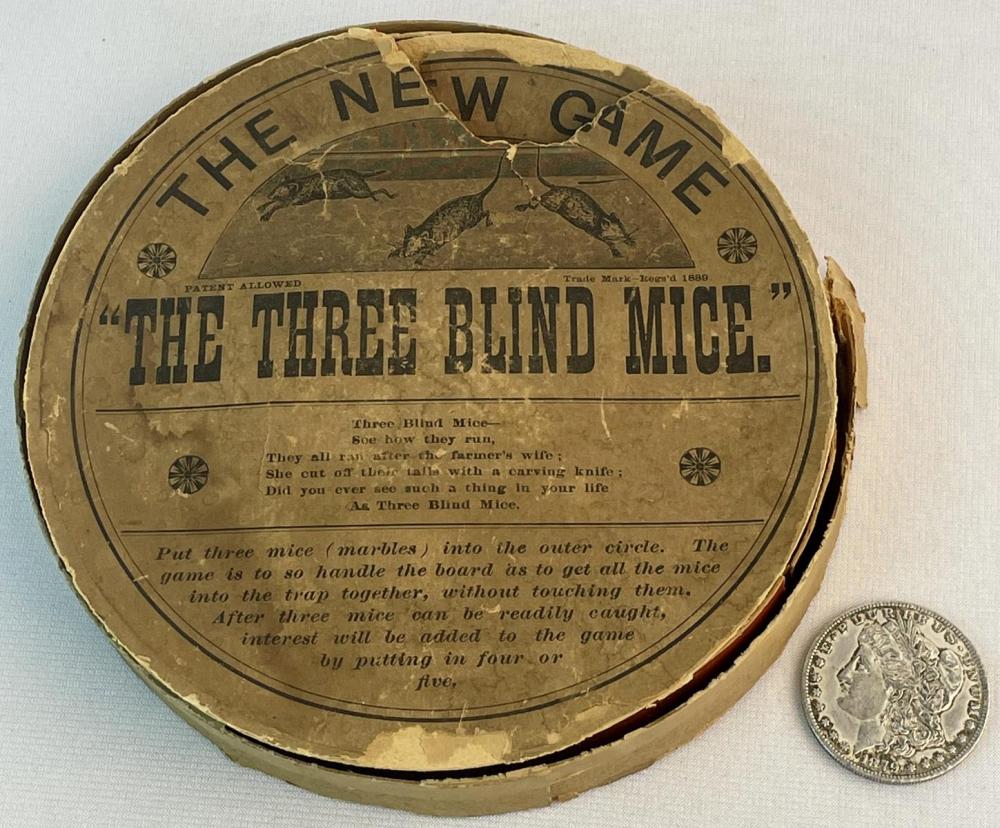 THE NEW GAME
PATENT ALLOWED
Trade Mark—Regs'd 1889
"THE THREE BLIND MICE."
Three Blind Mice—
See how they run,
They all ran after the farmer's wife;
She cut off their tails with a carving knife;
Did you ever see such a thing in your life
As Three Blind Mice.
Put three mice (marbles) into the outer circle. The
game is to so handle the board as to get all the mice
into the trap together, without touching them.
After three mice can be readily caught,
interest will be added to the game
by putting in four or
five.
E·PLURIBUS·UNUM
1879